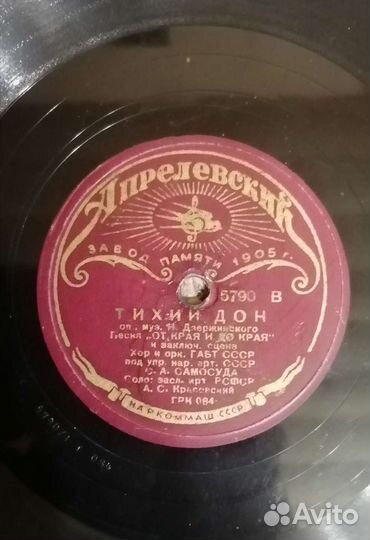 Апрелевский
ЗАВОД ПАМЯТИ 1905 г.
5790 В
ТИХИЙ ДОН
оп. муз. И. Дзержинского
Песня „ОТ КРАЯ И ДО КРАЯ"
и заключ. сцена
Хор и орк. ГАБТ СССР
под упр. нар. арт. СССР
С. А. САМОСУДА
Соло: засл. арт. РСФСР
А. С. Красовский
ГРК 084
НАРКОММАШ СССР
Avito